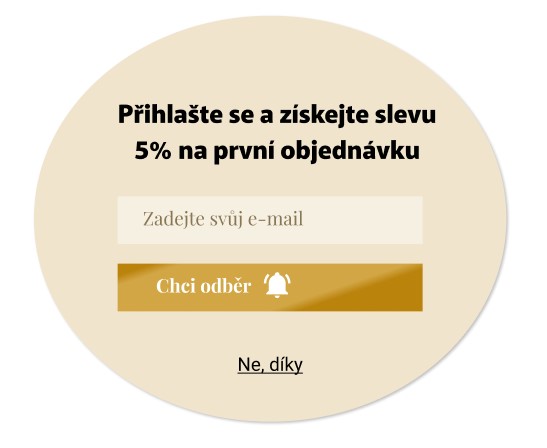 Přihlašte se a získejte slevu
5% na první objednávku
Zadejte svůj e-mail
Chci odběr
Ne, díky